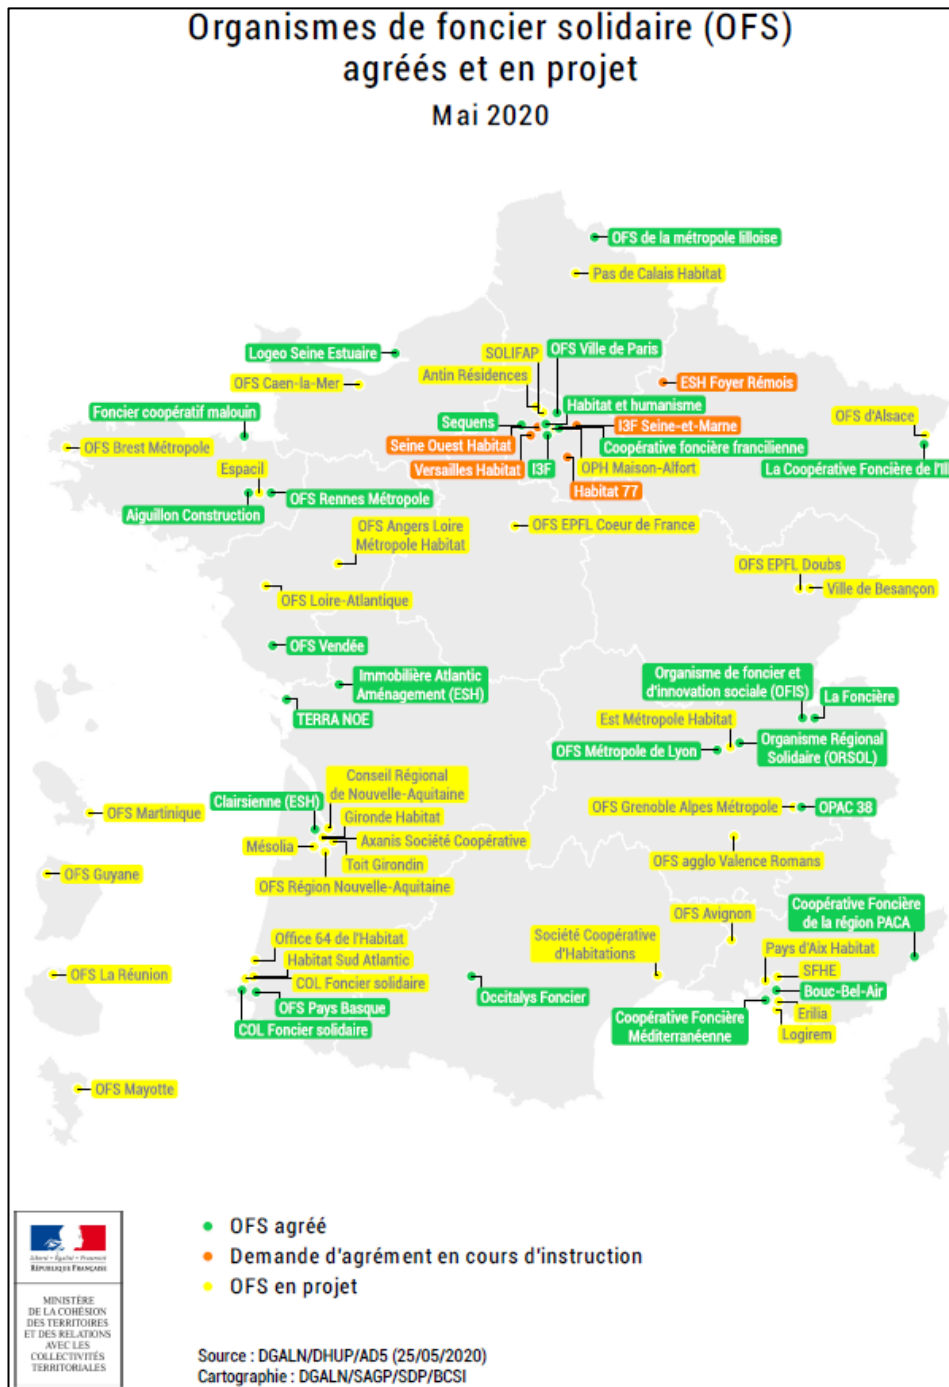 Organismes de foncier solidaire (OFS)
agréés et en projet
Mai 2020
OFS de la métropole lilloise
Pas de Calais Habitat
Logeo Seine Estuaire
SOLIFAP
OFS Ville de Paris
OFS Caen-la-Mer
Antin Résidences
ESH Foyer Rémois
Foncier coopératif malouin
Habitat et humanisme
OFS d'Alsace
Sequens
I3F Seine-et-Marne
OFS Brest Métropole
Seine Ouest Habitat
Coopérative foncière francilienne
La Coopérative Foncière de l'Ill
Espacil
Versailles Habitat
I3F
OPH Maison-Alfort
Habitat 77
OFS Rennes Métropole
Aiguillon Construction
OFS Angers Loire
Métropole Habitat
OFS EPFL Coeur de France
OFS EPFL Doubs
Ville de Besançon
OFS Loire-Atlantique
OFS Vendée
Immobilière Atlantic
Aménagement (ESH)
Organisme de foncier et
d'innovation sociale (OFIS)
La Foncière
TERRA NOE
Est Métropole Habitat
OFS Métropole de Lyon
Organisme Régional
Solidaire (ORSOL)
Conseil Régional
de Nouvelle-Aquitaine
Clairsienne (ESH)
OFS Martinique
Gironde Habitat
OFS Grenoble Alpes Métropole
OPAC 38
Mésolia
Axanis Société Coopérative
Toit Girondin
OFS agglo Valence Romans
OFS Guyane
OFS Région Nouvelle-Aquitaine
Coopérative Foncière
de la région PACA
OFS Avignon
Office 64 de l'Habitat
Société Coopérative
d'Habitations
Pays d'Aix Habitat
Habitat Sud Atlantic
OFS La Réunion
COL Foncier solidaire
SFHE
Occitalys Foncier
Bouc-Bel-Air
OFS Pays Basque
Coopérative Foncière
Méditerranéenne
Erilia
COL Foncier solidaire
Logirem
OFS Mayotte
OFS agréé
Demande d'agrément en cours d'instruction
OFS en projet
Liberté • Égalité • Fraternité
RÉPUBLIQUE FRANÇAISE
MINISTÈRE
DE LA COHÉSION
DES TERRITOIRES
ET DES RELATIONS
AVEC LES
COLLECTIVITÉS
TERRITORIALES
Source : DGALN/DHUP/AD5 (25/05/2020)
Cartographie : DGALN/SAGP/SDP/BCSI